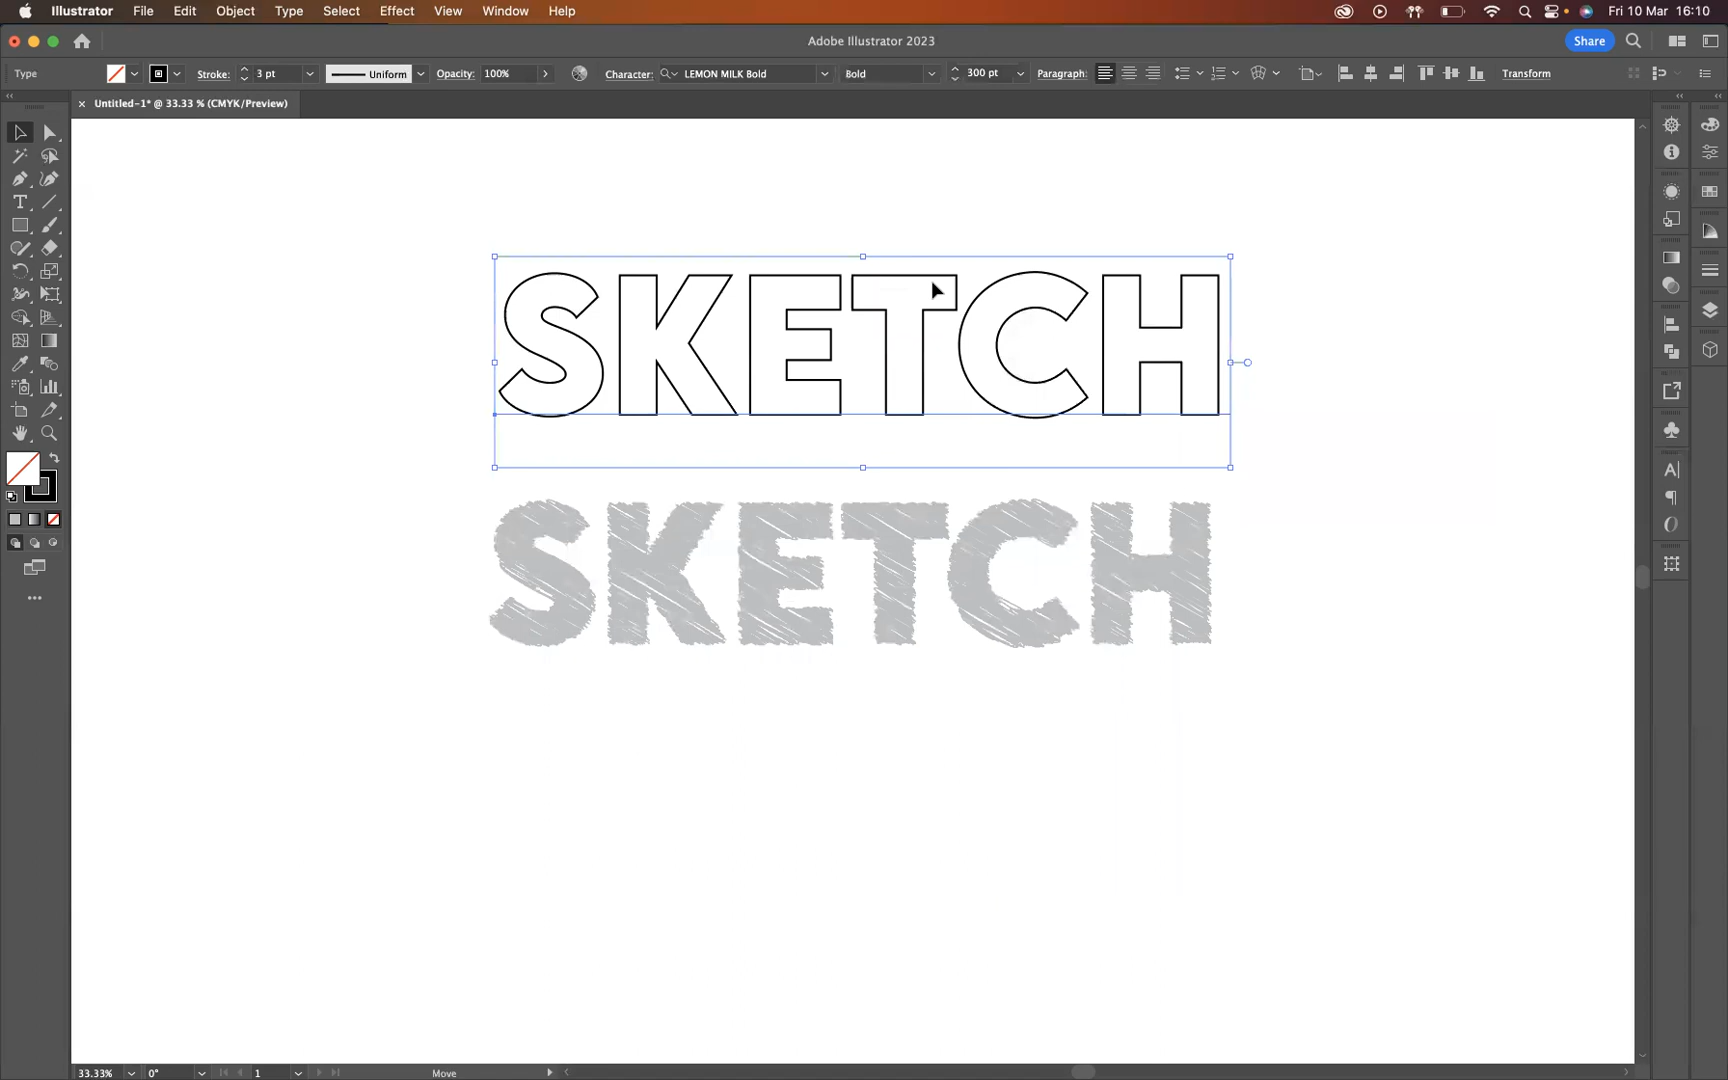 Illustrator File Edit Object Type Select Effect View Window Help Fri 10 Mar 16:10
Adobe Illustrator 2023 Share
Type Stroke: 3 pt Uniform Opacity: 100% Character: LEMON MILK Bold Bold 300 pt Paragraph: Transform
× Untitled-1* @ 33.33 % (CMYK/Preview)
SKETCH
SKETCH
33.33% 0° 1 Move